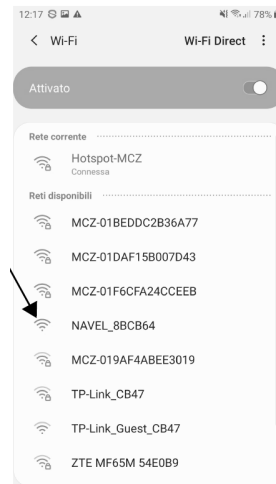 12:17 78%
Wi-Fi Wi-Fi Direct
Attivato
Rete corrente
Hotspot-MCZ
Connessa
Reti disponibili
MCZ-01BEDDC2B36A77
MCZ-01DAF15B007D43
MCZ-01F6CFA24CCEEB
NAVEL_8BCB64
MCZ-019AF4ABEE3019
TP-Link_CB47
TP-Link_Guest_CB47
ZTE MF65M 54E0B9